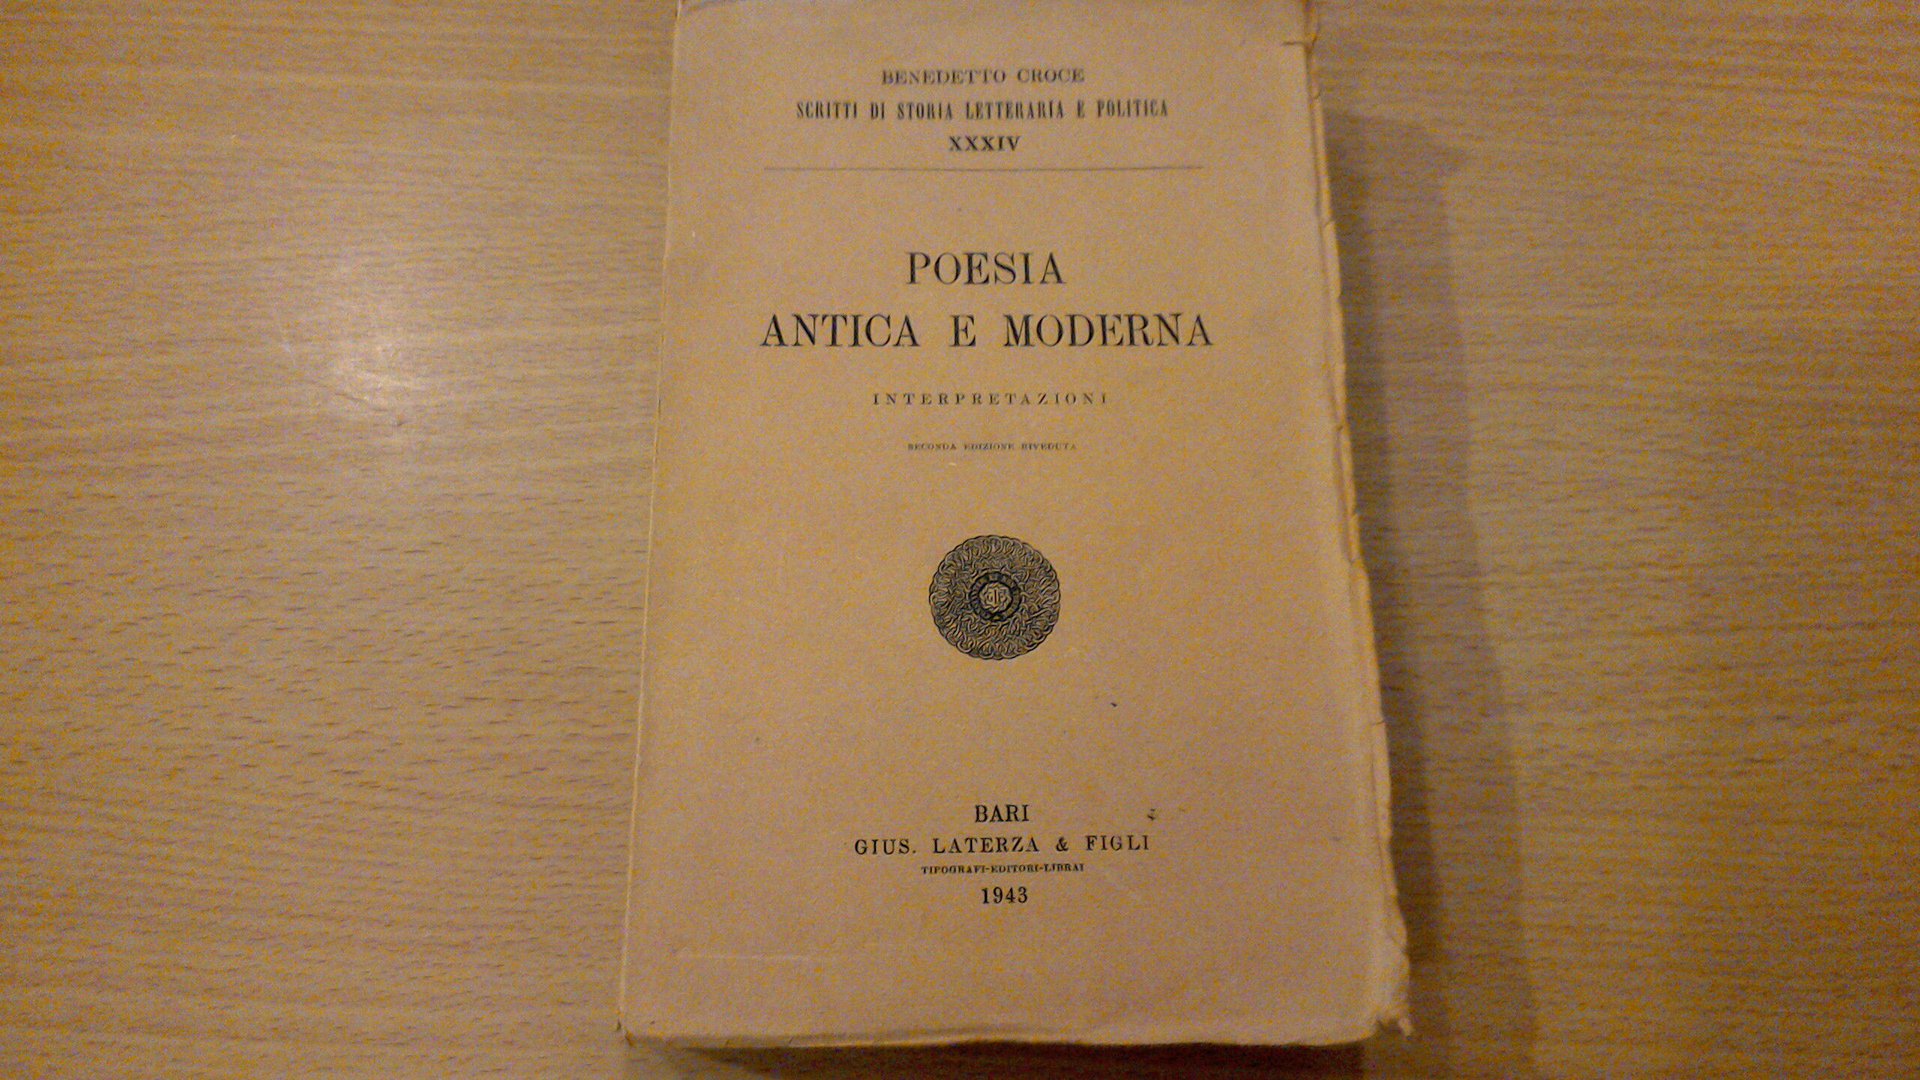 BENEDETTO CROCE
SCRITTI DI STORIA LETTERARIA E POLITICA
XXXIV
POESIA
ANTICA E MODERNA
INTERPRETAZIONI
SECONDA EDIZIONE RIVEDUTA
BARI
GIUS. LATERZA & FIGLI
TIPOGRAFI-EDITORI-LIBRAI
1943